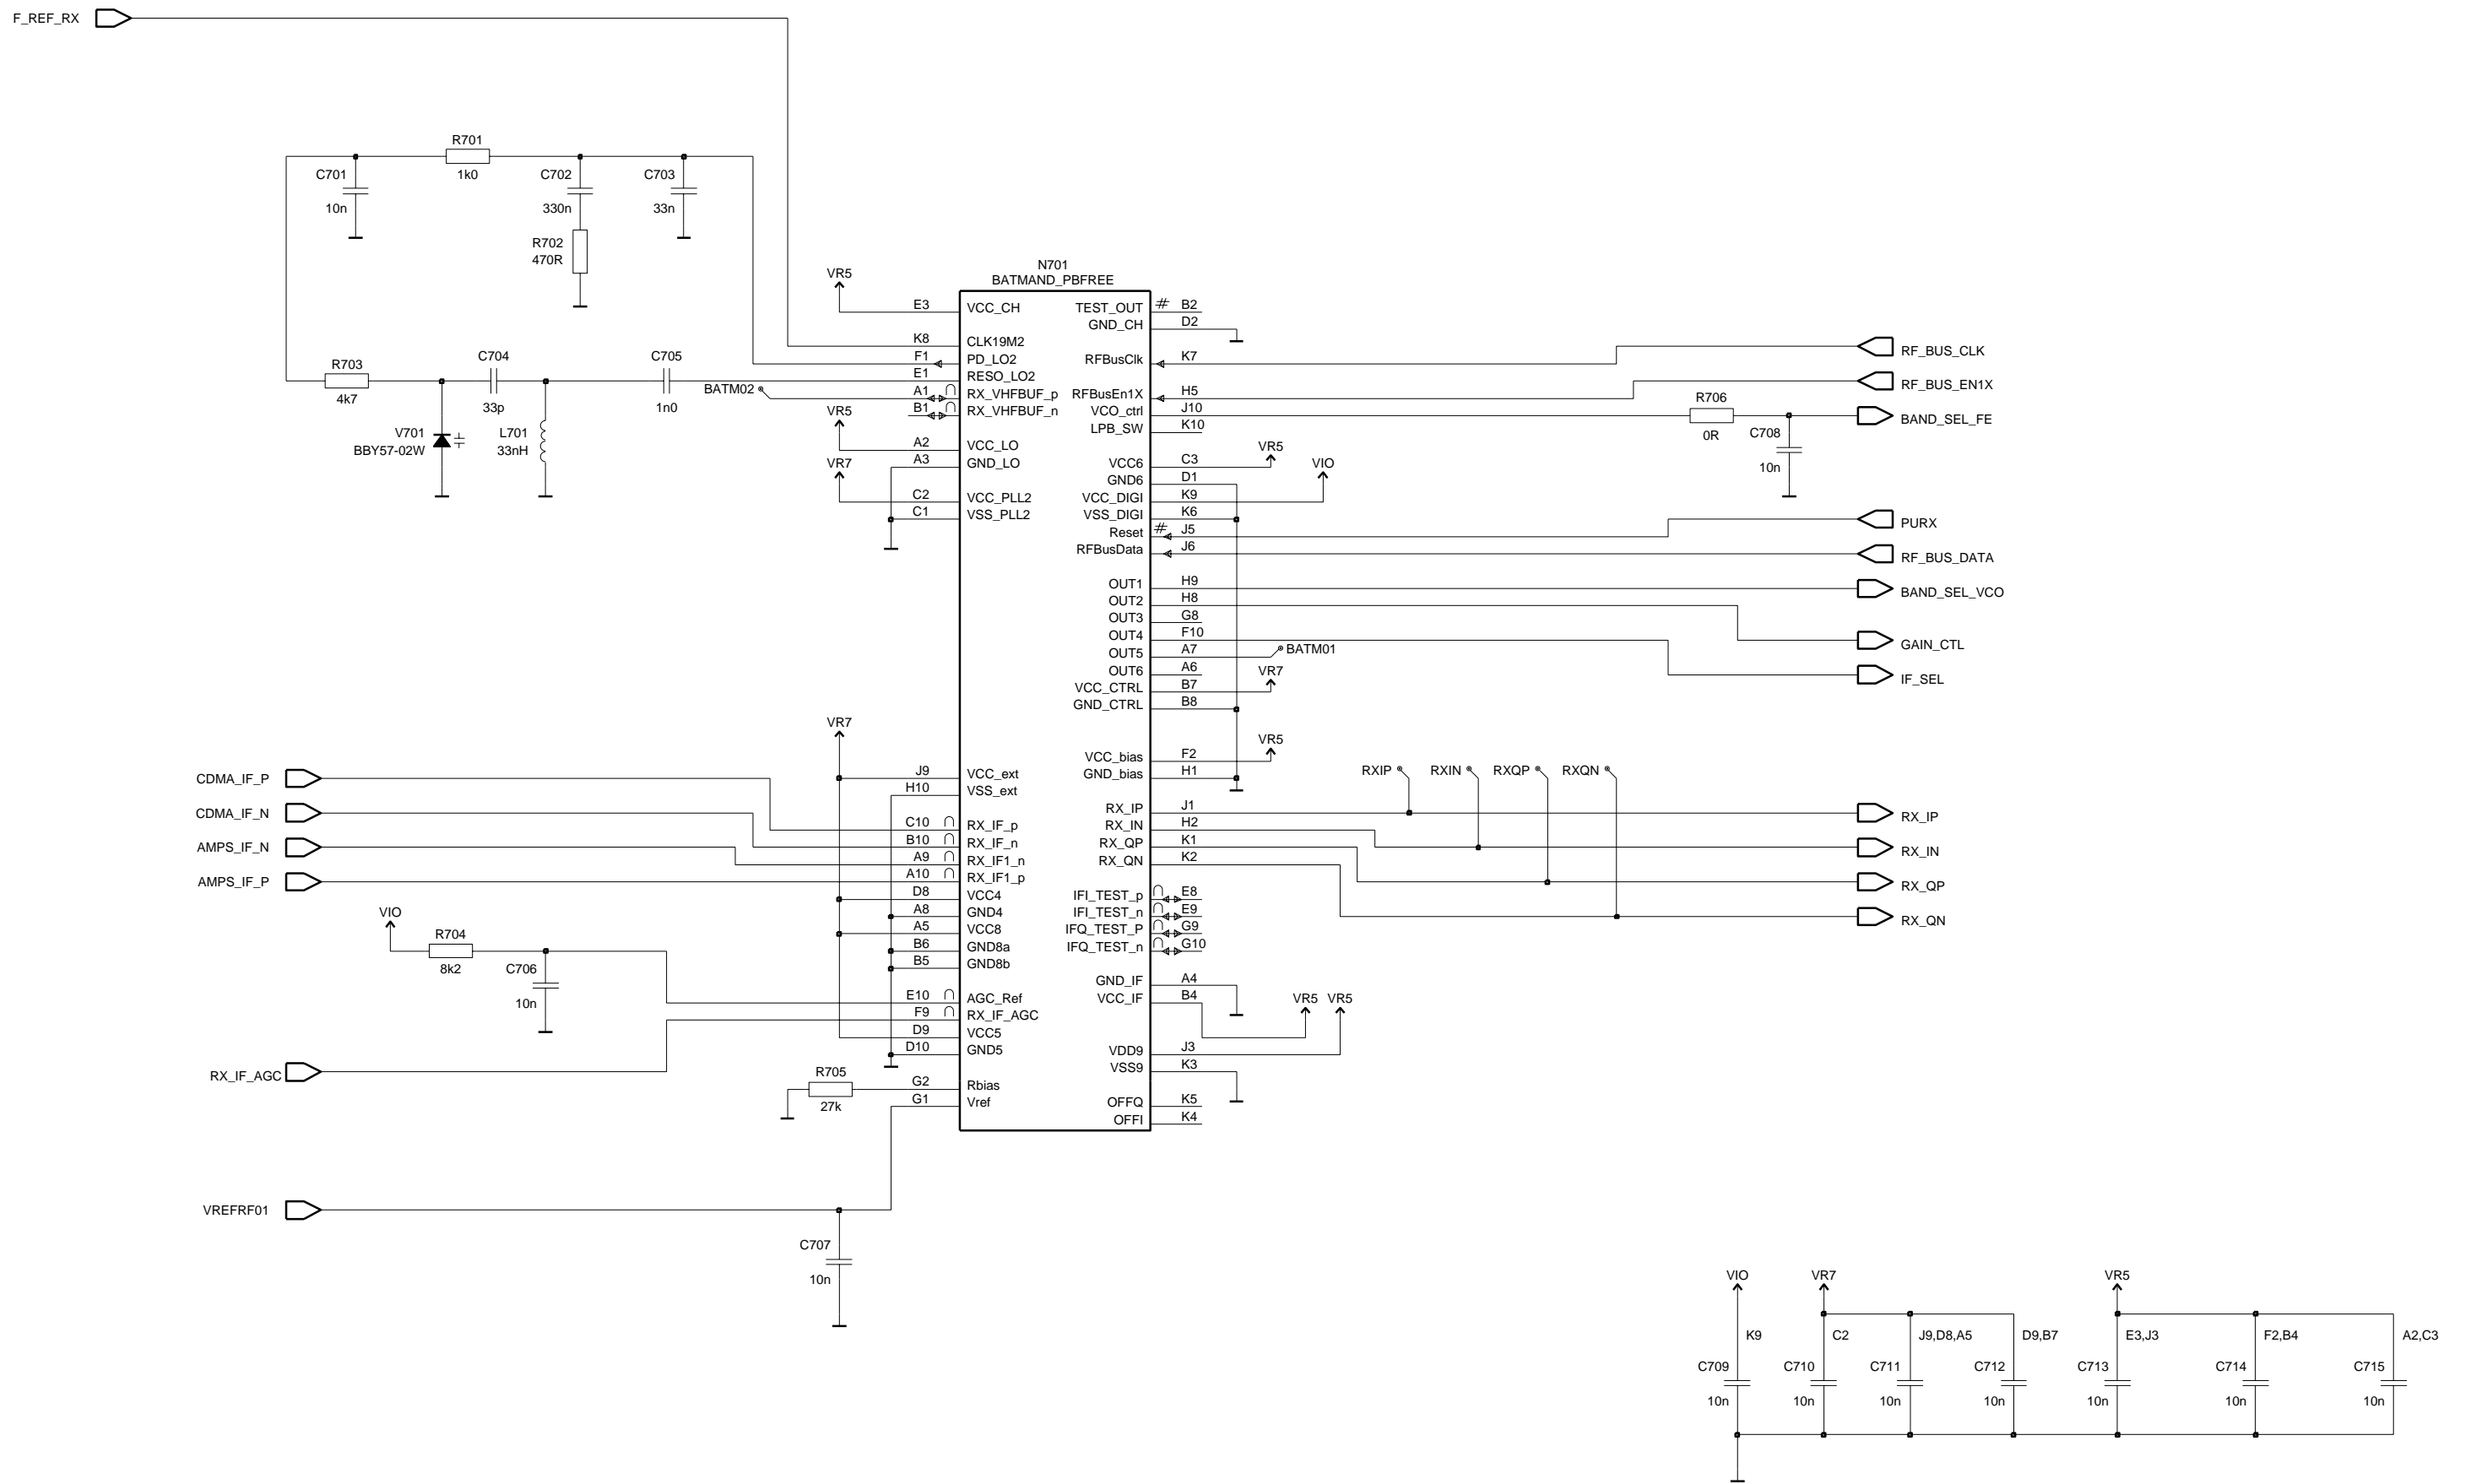 F_REF_RX
R701
1k0
C701
10n
C702
330n
C703
33n
R702
470R
R703
4k7
C704
33p
C705
1n0
V701
BBY57-02W
L701
33nH
BATM02
N701
BATMAND_PBFREE
VR5
E3 VCC_CH
K8 CLK19M2
F1 PD_LO2
E1 RESO_LO2
A1 RX_VHFBUF_p
B1 RX_VHFBUF_n
VR5
A2 VCC_LO
A3 GND_LO
VR7
C2 VCC_PLL2
C1 VSS_PLL2
VR7
J9 VCC_ext
H10 VSS_ext
C10 RX_IF_p
B10 RX_IF_n
A9 RX_IF1_n
A10 RX_IF1_p
D8 VCC4
A8 GND4
A5 VCC8
B6 GND8a
B5 GND8b
E10 AGC_Ref
F9 RX_IF_AGC
D9 VCC5
D10 GND5
G2 Rbias
G1 Vref
CDMA_IF_P
CDMA_IF_N
AMPS_IF_N
AMPS_IF_P
VIO
R704
8k2
C706
10n
RX_IF_AGC
R705
27k
VREFRF01
C707
10n
TEST_OUT # B2
GND_CH D2
RFBusClk K7
RFBusEn1X H5
VCO_ctrl J10
LPB_SW K10
VCC6 C3 VR5
GND6 D1
VCC_DIGI K9 VIO
VSS_DIGI K6
Reset # J5
RFBusData J6
OUT1 H9
OUT2 H8
OUT3 G8
OUT4 F10
OUT5 A7 BATM01
OUT6 A6
VCC_CTRL B7 VR7
GND_CTRL B8
VCC_bias F2 VR5
GND_bias H1
RX_IP J1
RX_IN H2
RX_QP K1
RX_QN K2
IFI_TEST_p E8
IFI_TEST_n E9
IFQ_TEST_P G9
IFQ_TEST_n G10
GND_IF A4
VCC_IF B4
VR5 VR5
VDD9 J3
VSS9 K3
OFFQ K5
OFFI K4
RF_BUS_CLK
RF_BUS_EN1X
R706
0R
C708
10n
BAND_SEL_FE
PURX
RF_BUS_DATA
BAND_SEL_VCO
GAIN_CTL
IF_SEL
RXIP RXIN RXQP RXQN
RX_IP
RX_IN
RX_QP
RX_QN
VIO VR7 VR5
K9 C2 J9,D8,A5 D9,B7 E3,J3 F2,B4 A2,C3
C709 C710 C711 C712 C713 C714 C715
10n 10n 10n 10n 10n 10n 10n